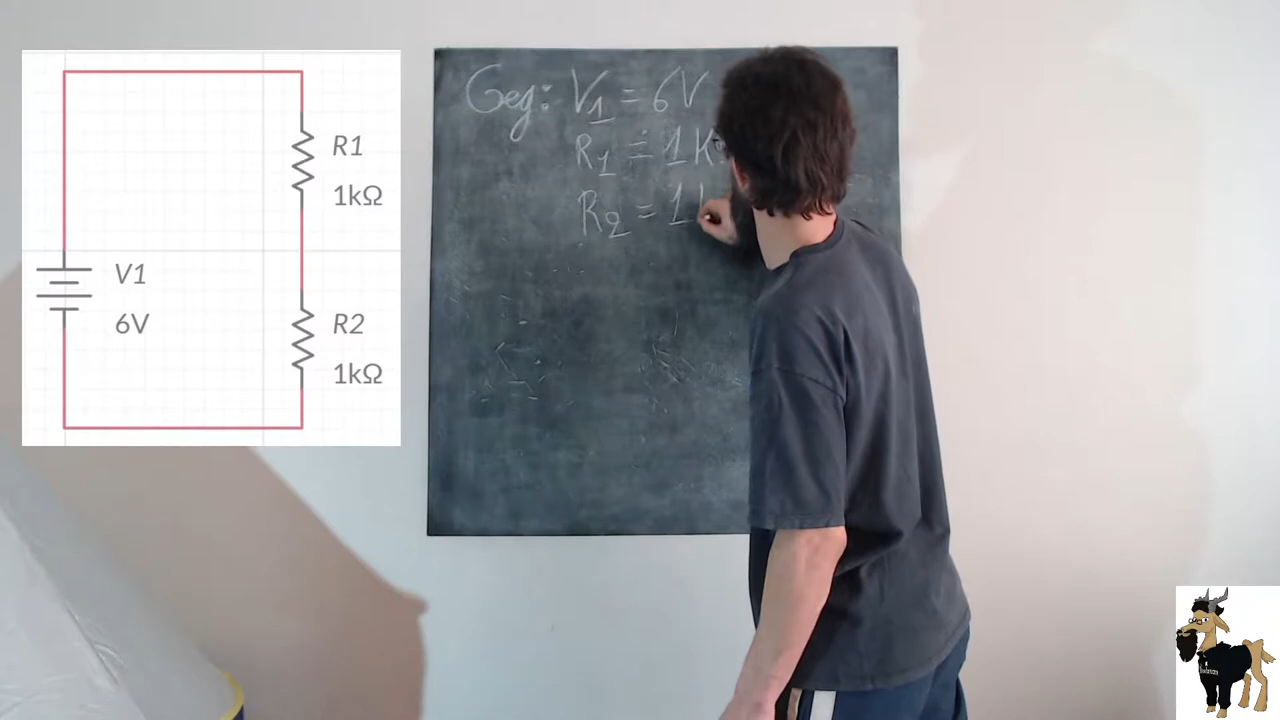 R1
1kΩ
V1
6V
R2
1kΩ
Geg: V1 = 6V
R1 = 1K
R2 = 1